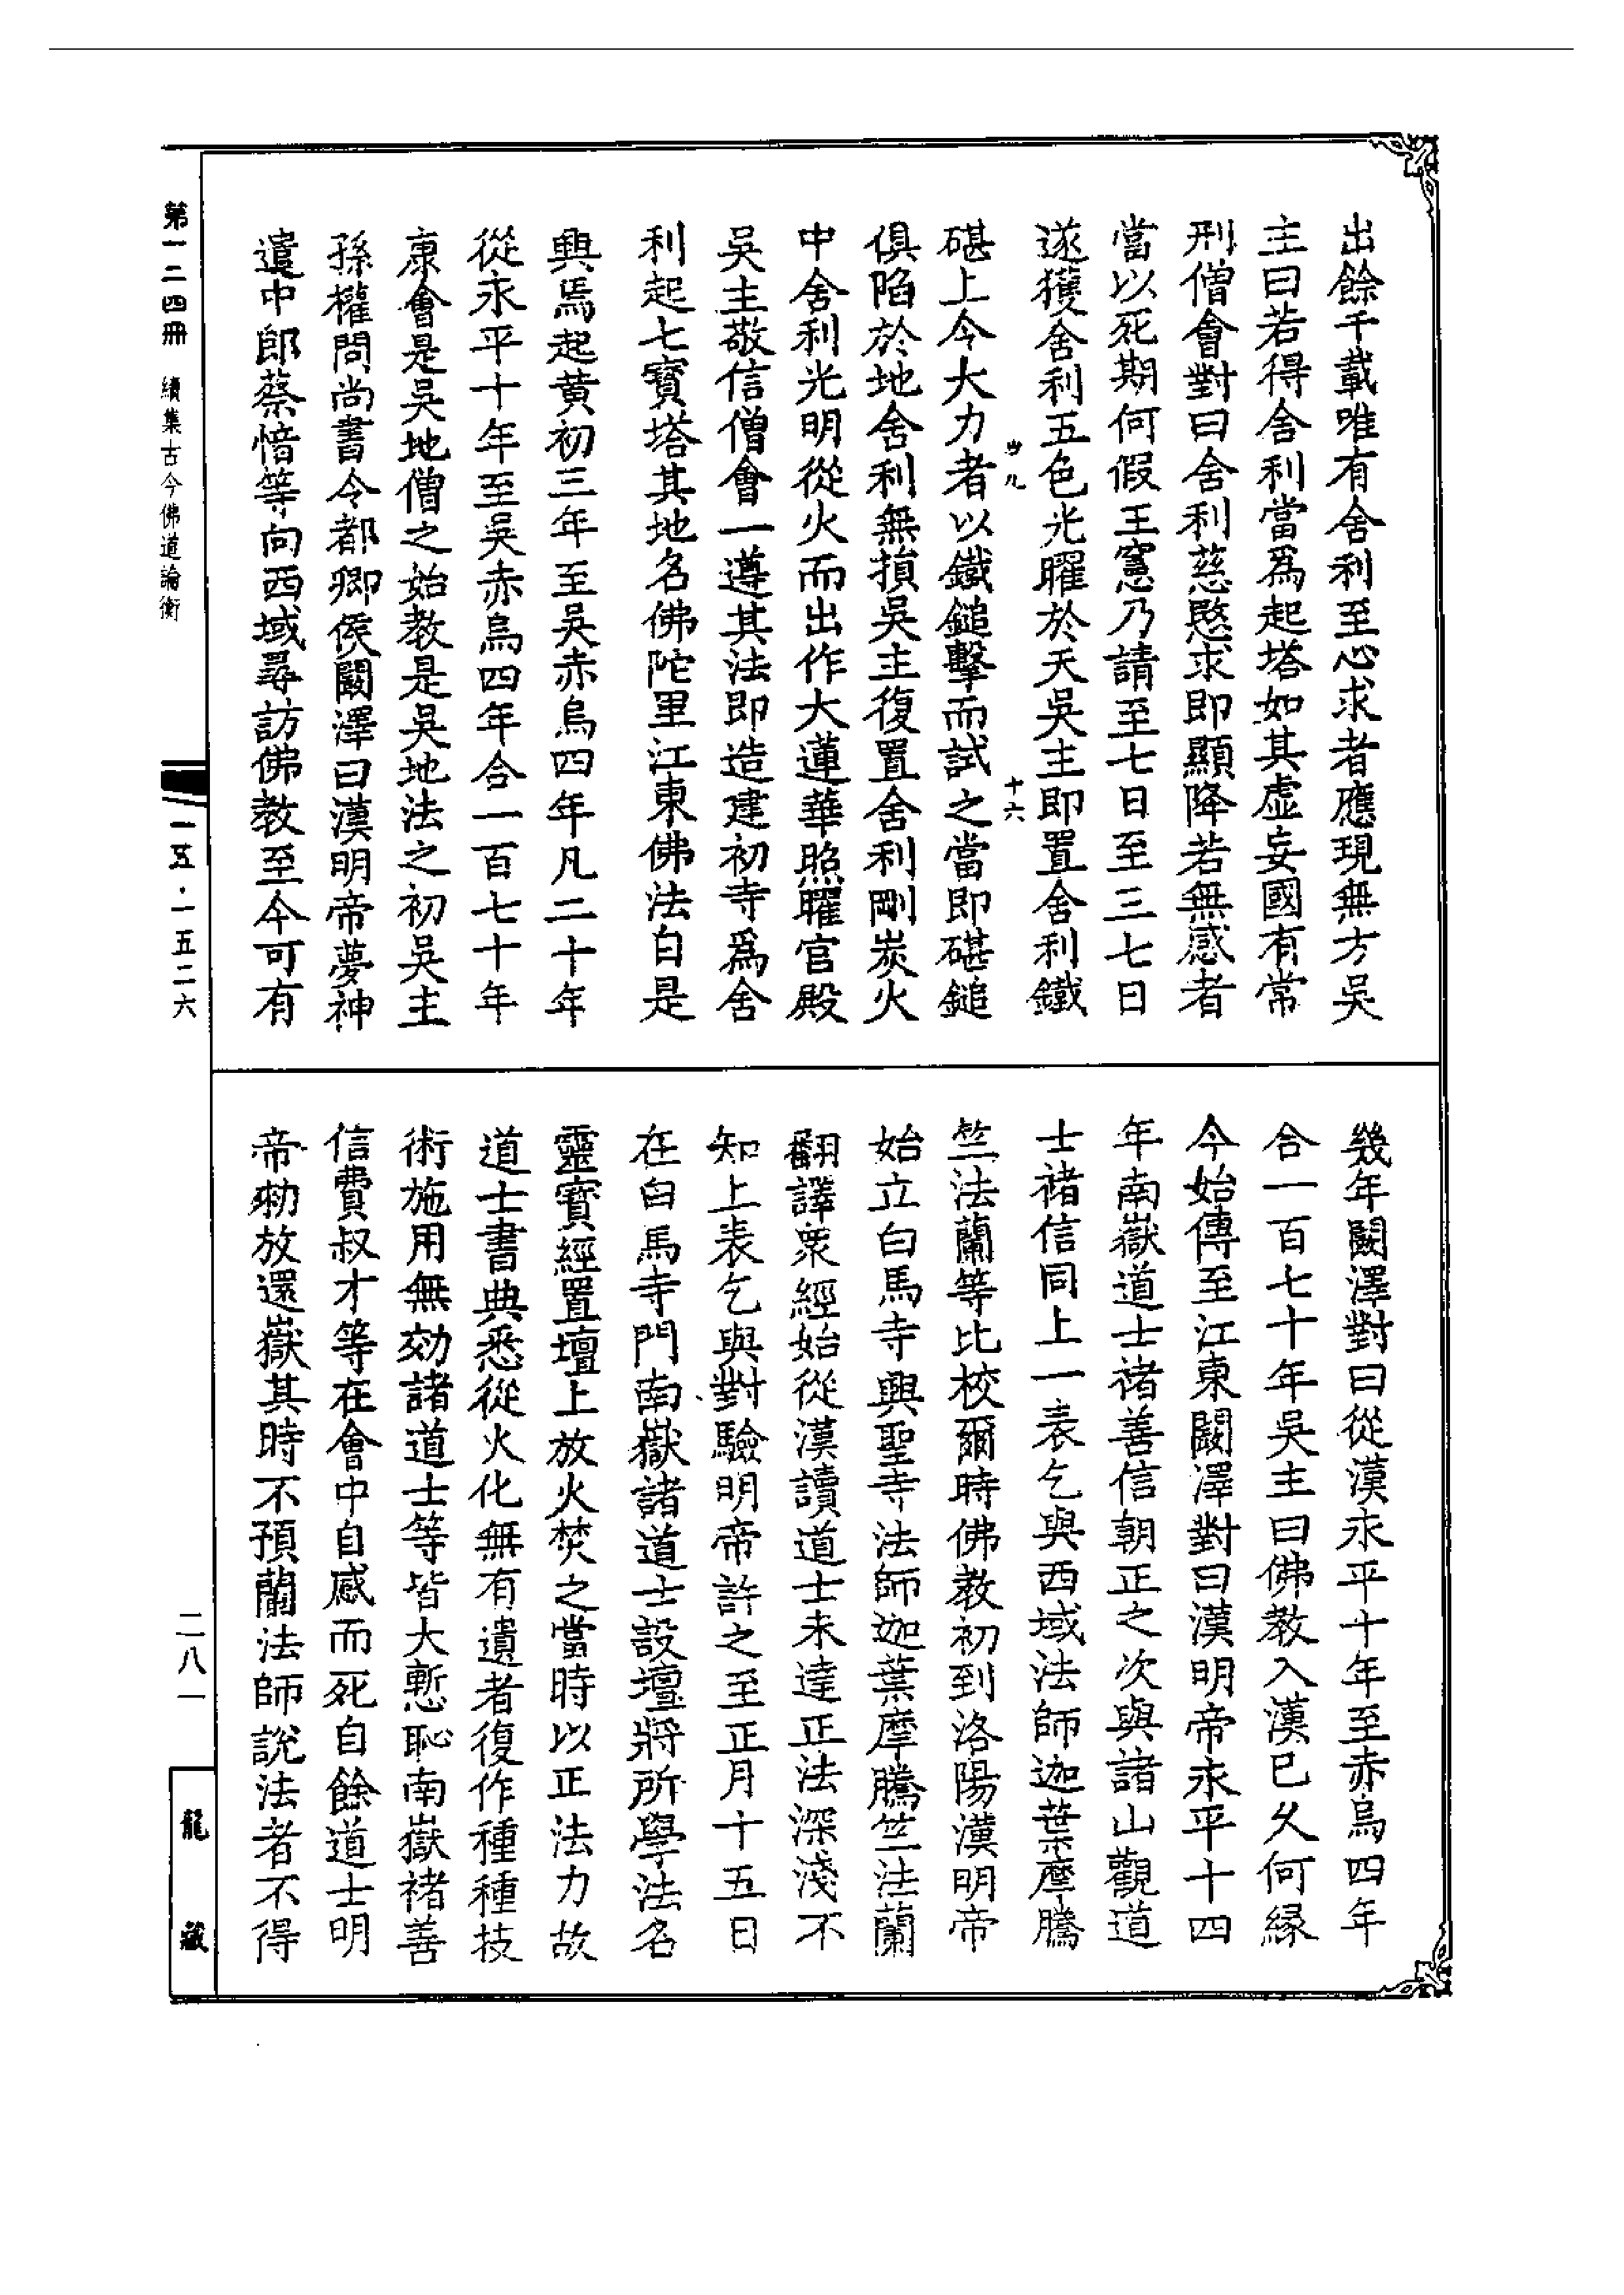 出餘千載唯有舍利至心求者應現無方吳
主曰若得舍利當爲起塔如其虛妄國有常
刑僧會對曰舍利慈愍求即顯降若無感者
當以死期何假王憲乃請至七日至三七日
遂獲舍利五色光曜於天吳主即置舍利鐵
十六
碪上令大力者以鐵鎚擊而試之當即碪鎚
俱陷於地舍利無損吳主復置舍利剛炭火
中舍利光明從火而出作大蓮華照曜宮殿
吳主敬信僧會一遵其法即造建初寺爲舍
利起七寶塔其地名佛陀里江東佛法自是
興焉起黃初三年至吳赤烏四年凡二十年
從永平十年至吳赤烏四年合一百七十年
康會是吳地僧之始教是吳地法之初吳主
孫權問尚書令都卿侯闞澤曰漢明帝夢神
遣中郎蔡愔等向西域尋訪佛教至今可有
幾年闞澤對曰從漢永平十年至赤烏四年
合一百七十年吳主曰佛教入漢已久何緣
今始傳至江東闞澤對曰漢明帝永平十四
年南嶽道士褚善信朝正之次與諸山觀道
士褚信同上一表乞與西域法師迦葉摩騰
竺法蘭等比校爾時佛教初到洛陽漢明帝
始立白馬寺興聖寺法師迦葉摩騰竺法蘭
翻譯眾經始從漢讀道士未達正法深淺不
知上表乞與對驗明帝許之至正月十五日
在白馬寺門南嶽諸道士設壇將所學法名
靈寶經置壇上放火焚之當時以正法力故
道士書典悉從火化無有遺者復作種種技
術施用無効諸道士等皆大慙恥南嶽褚善
信費叔才等在會中自感而死自餘道士明
帝勑放還嶽其時不預蘭法師說法者不得
第一二四冊 續集古今佛道論衡
一五·一五二六
二八一
龍藏